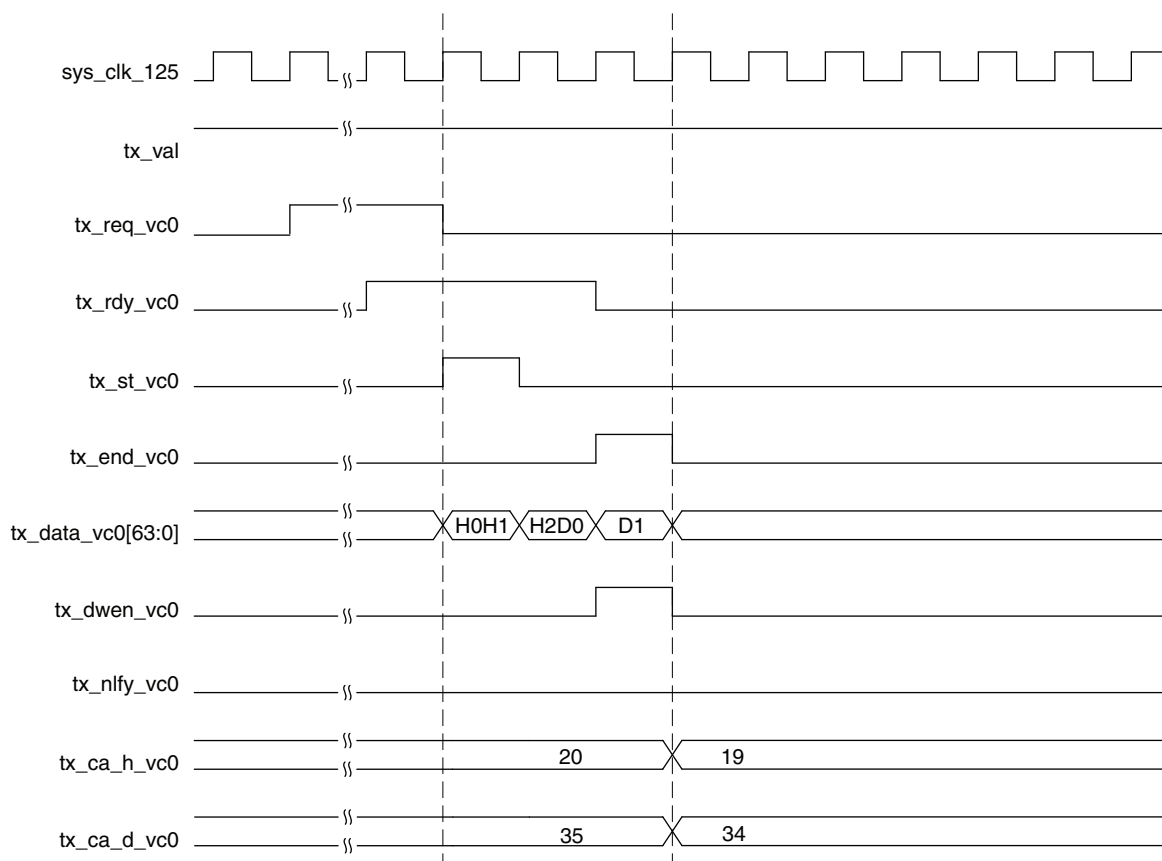 sys_clk_125
tx_val
tx_req_vc0
tx_rdy_vc0
tx_st_vc0
tx_end_vc0
tx_data_vc0[63:0] H0H1 H2D0 D1
tx_dwen_vc0
tx_nlfy_vc0
tx_ca_h_vc0 20 19
tx_ca_d_vc0 35 34